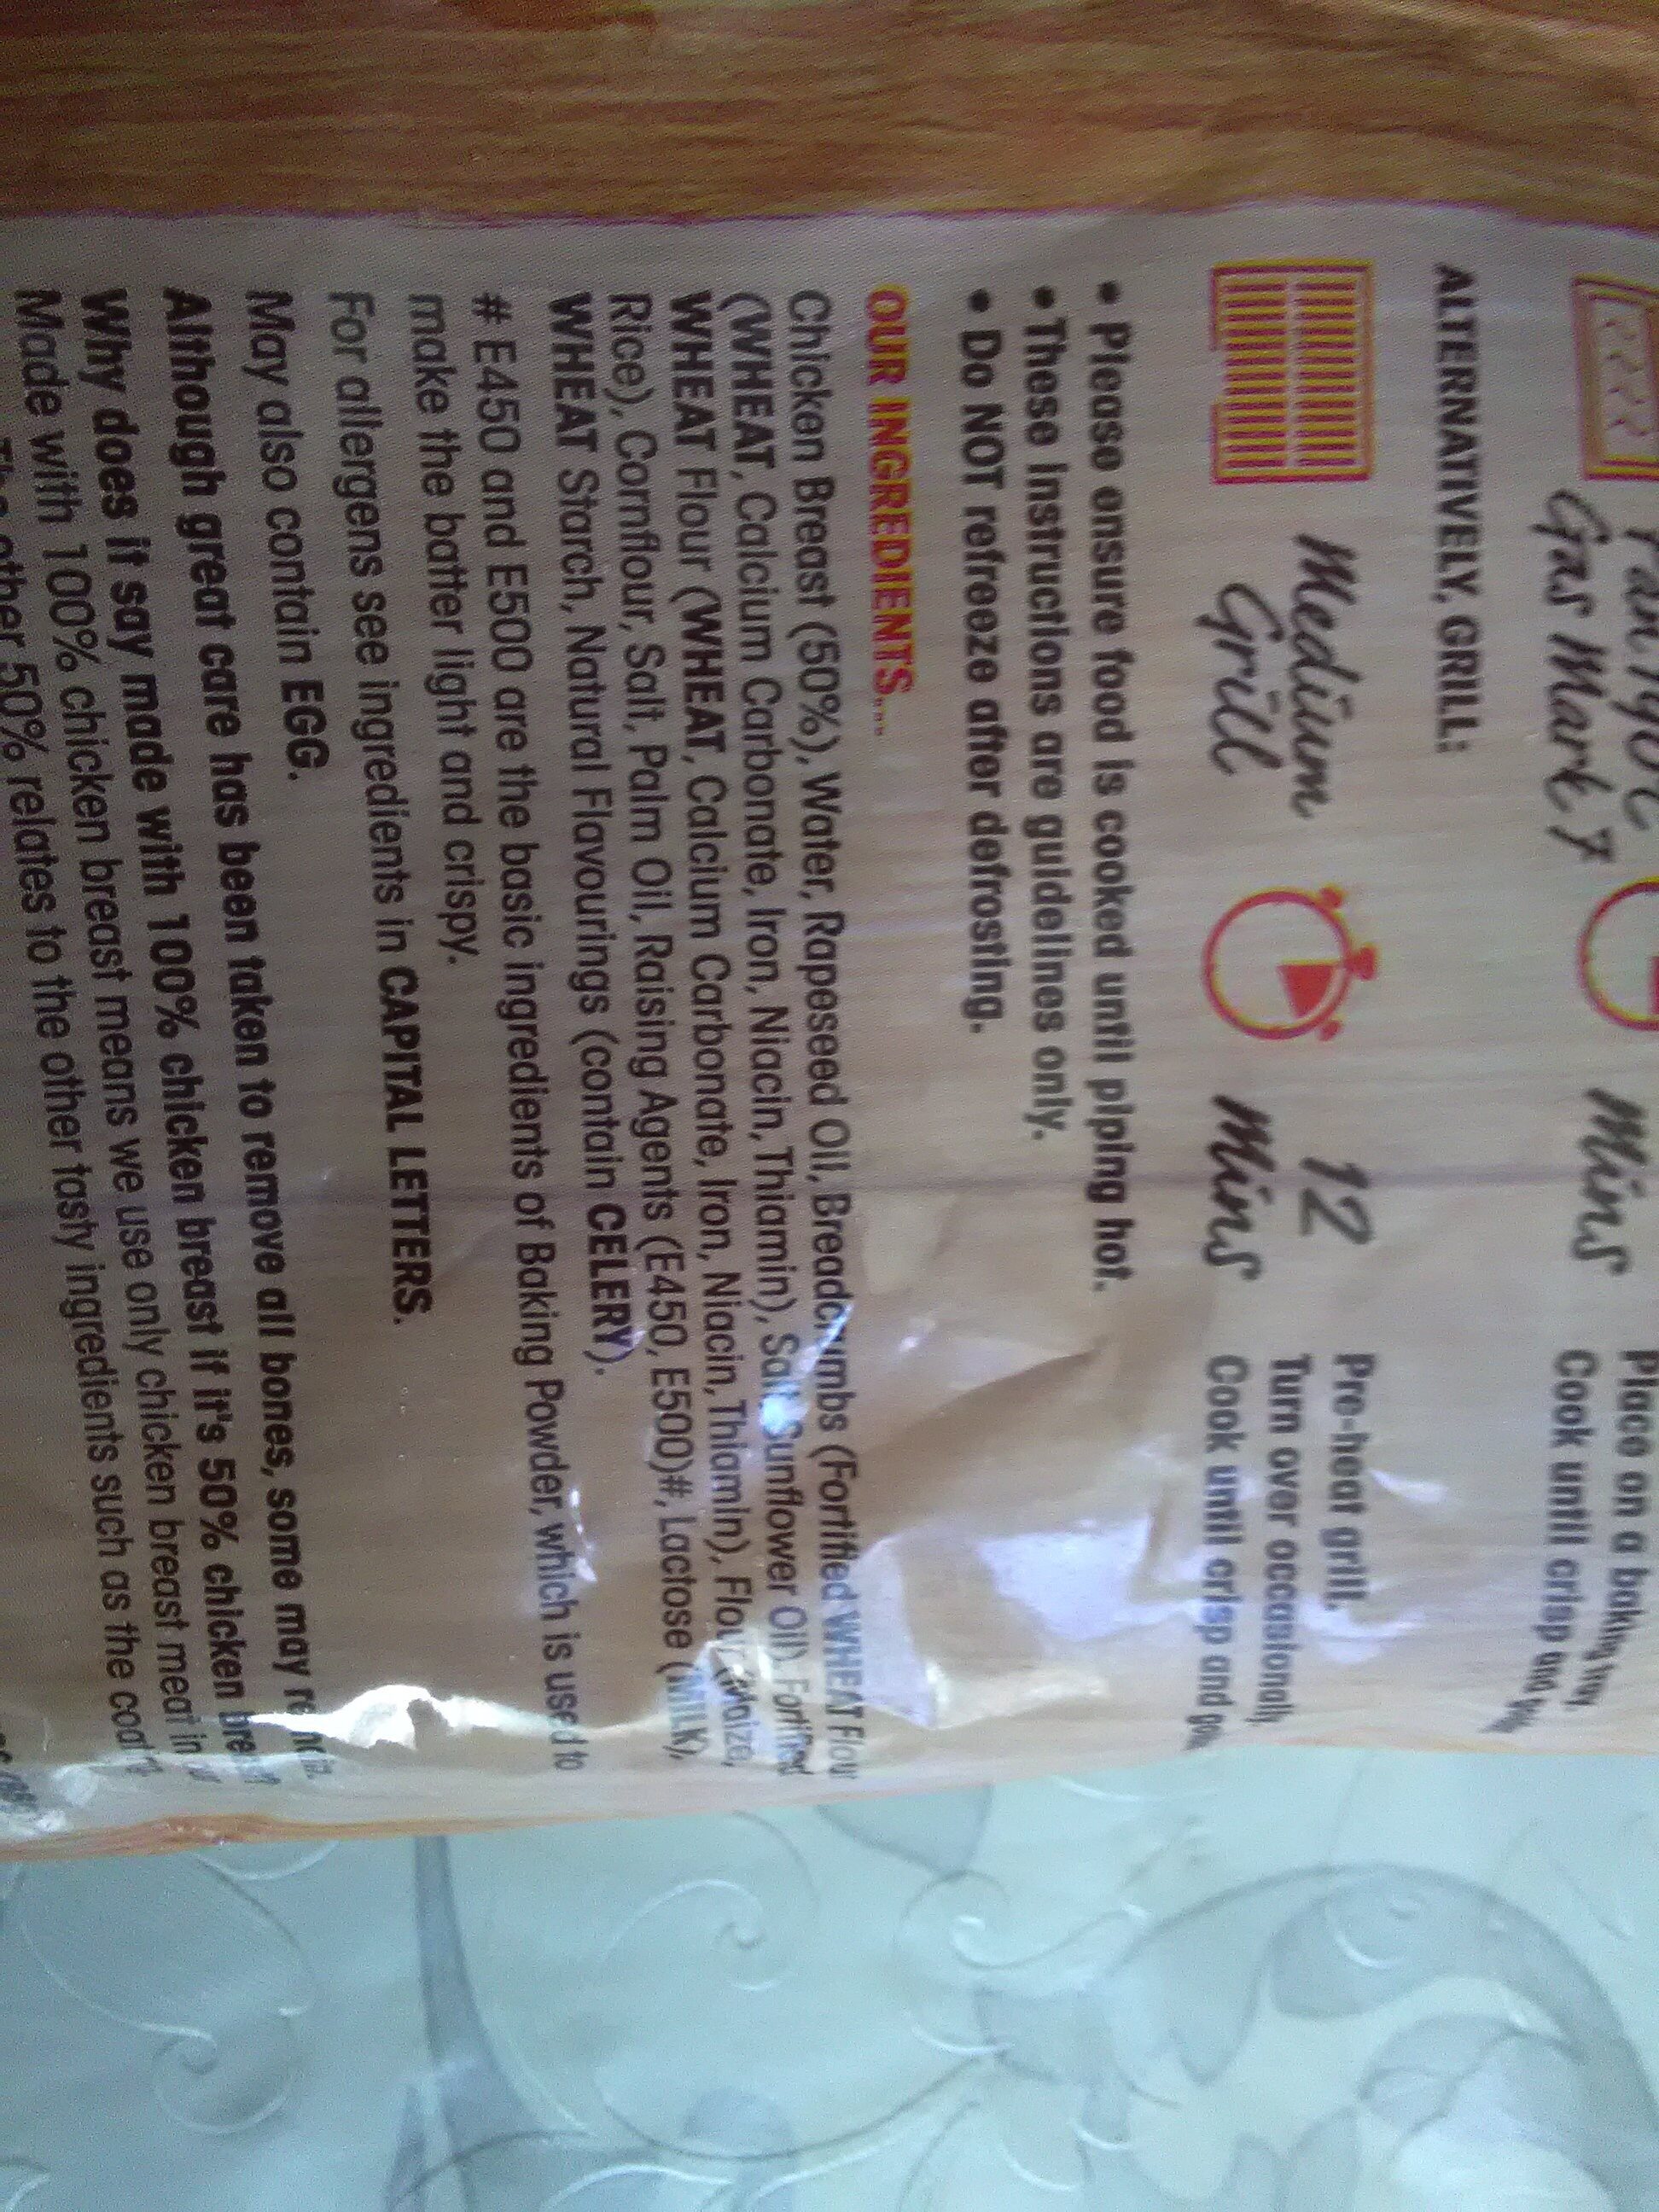 Gas Mark 7
Mins
Place on a baking tray.
Cook until crisp and
ALTERNATIVELY, GRILL:
Medium
Grill
12
Mins
Pre-heat grill.
Turn over occasionally.
Cook until crisp and
• Please ensure food is cooked until piping hot.
• These instructions are guidelines only.
• Do NOT refreeze after defrosting.
OUR INGREDIENTS...
Chicken Breast (50%), Water, Rapeseed Oil, Breadcrumbs (Fortified WHEAT Flour
(WHEAT, Calcium Carbonate, Iron, Niacin, Thiamin), Salt, Sunflower Oil), Fortified
WHEAT Flour (WHEAT, Calcium Carbonate, Iron, Niacin, Thiamin), Flour (Maize,
Rice), Cornflour, Salt, Palm Oil, Raising Agents (E450, E500)#, Lactose (MILK),
WHEAT Starch, Natural Flavourings (contain CELERY).
# E450 and E500 are the basic ingredients of Baking Powder, which is used to
make the batter light and crispy.
For allergens see ingredients in CAPITAL LETTERS.
May also contain EGG.
Although great care has been taken to remove all bones, some may remain.
Why does it say made with 100% chicken breast if it's 50% chicken breast
Made with 100% chicken breast means we use only chicken breast meat in our
The other 50% relates to the other tasty ingredients such as the coating